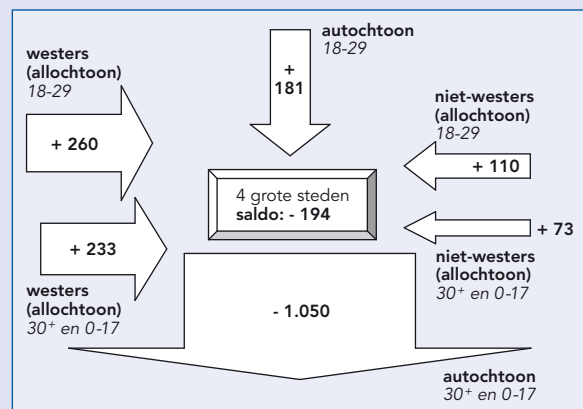 autochtoon
18-29
+
181
westers
(allochtoon)
18-29
+ 260
niet-westers
(allochtoon)
18-29
+ 110
4 grote steden
saldo: - 194
+ 233
westers
(allochtoon)
30+ en 0-17
+ 73
niet-westers
(allochtoon)
30+ en 0-17
- 1.050
autochtoon
30+ en 0-17